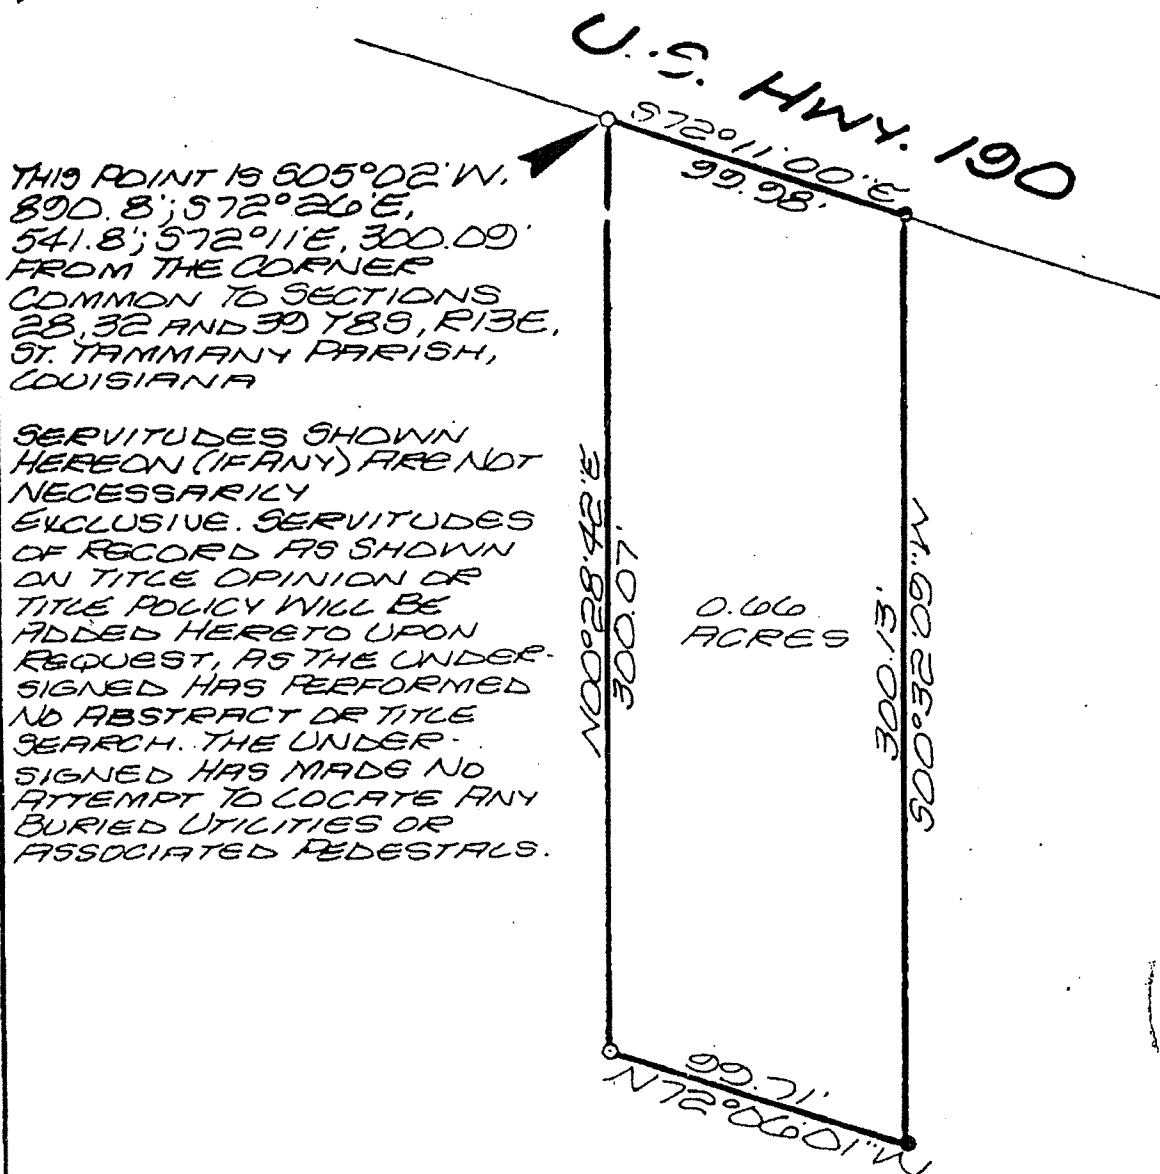 U.S. HWY. 190
S72°11'00"E
99.98'
THIS POINT IS S05°02'W,
890.8'; S72°26'E,
541.8'; S72°11'E, 300.09'
FROM THE CORNER
COMMON TO SECTIONS
28, 32 AND 39 T8S, R13E,
ST. TAMMANY PARISH,
LOUISIANA
SERVITUDES SHOWN
HEREON (IF ANY) ARE NOT
NECESSARILY
EXCLUSIVE. SERVITUDES
OF RECORD AS SHOWN
ON TITLE OPINION OR
TITLE POLICY WILL BE
ADDED HERETO UPON
REQUEST, AS THE UNDER-
SIGNED HAS PERFORMED
NO ABSTRACT OR TITLE
SEARCH. THE UNDER-
SIGNED HAS MADE NO
ATTEMPT TO LOCATE ANY
BURIED UTILITIES OR
ASSOCIATED PEDESTALS.
N00°28'42"E
300.07'
0.66
ACRES
300.13'
S00°32'09"W
99.71'
N72°06'01"W